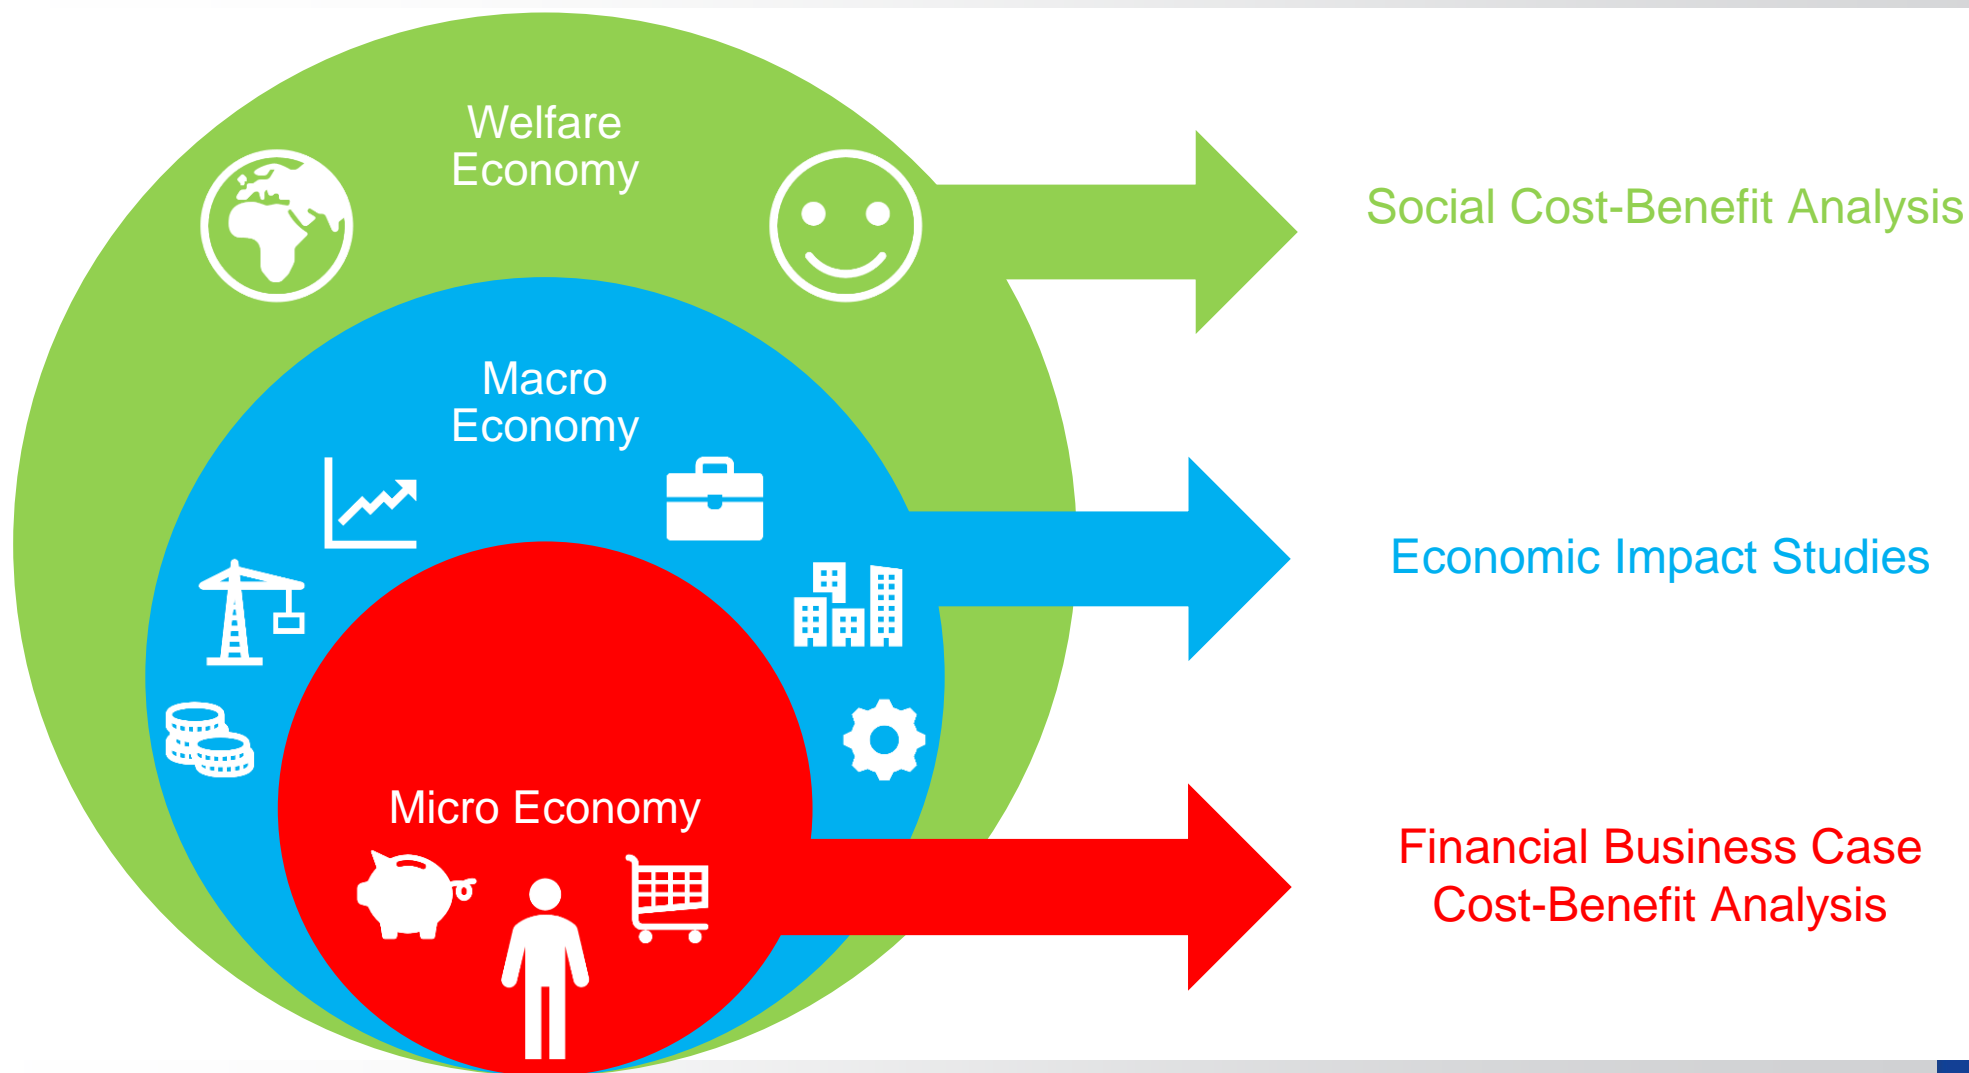 Welfare
Economy
Social Cost-Benefit Analysis
Macro
Economy
Economic Impact Studies
Micro Economy
Financial Business Case
Cost-Benefit Analysis